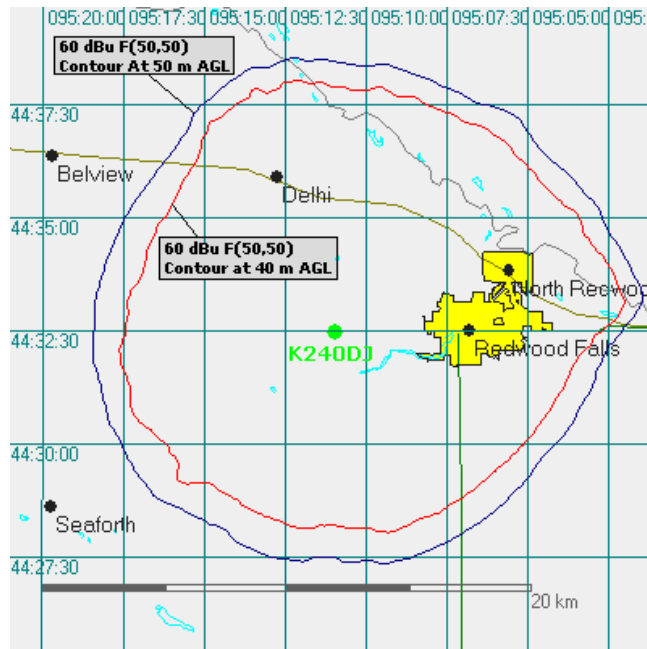 095:20:00 095:17:30 095:15:00 095:12:30 095:10:00 095:07:30 095:05:00 095:
60 dBu F(50,50)
Contour At 50 m AGL
44:37:30
Belview
Delhi
44:35:00
60 dBu F(50,50)
Contour at 40 m AGL
North Redwoo
44:32:30
K240DJ
Redwood Falls
44:30:00
Seaforth
44:27:30
20 km